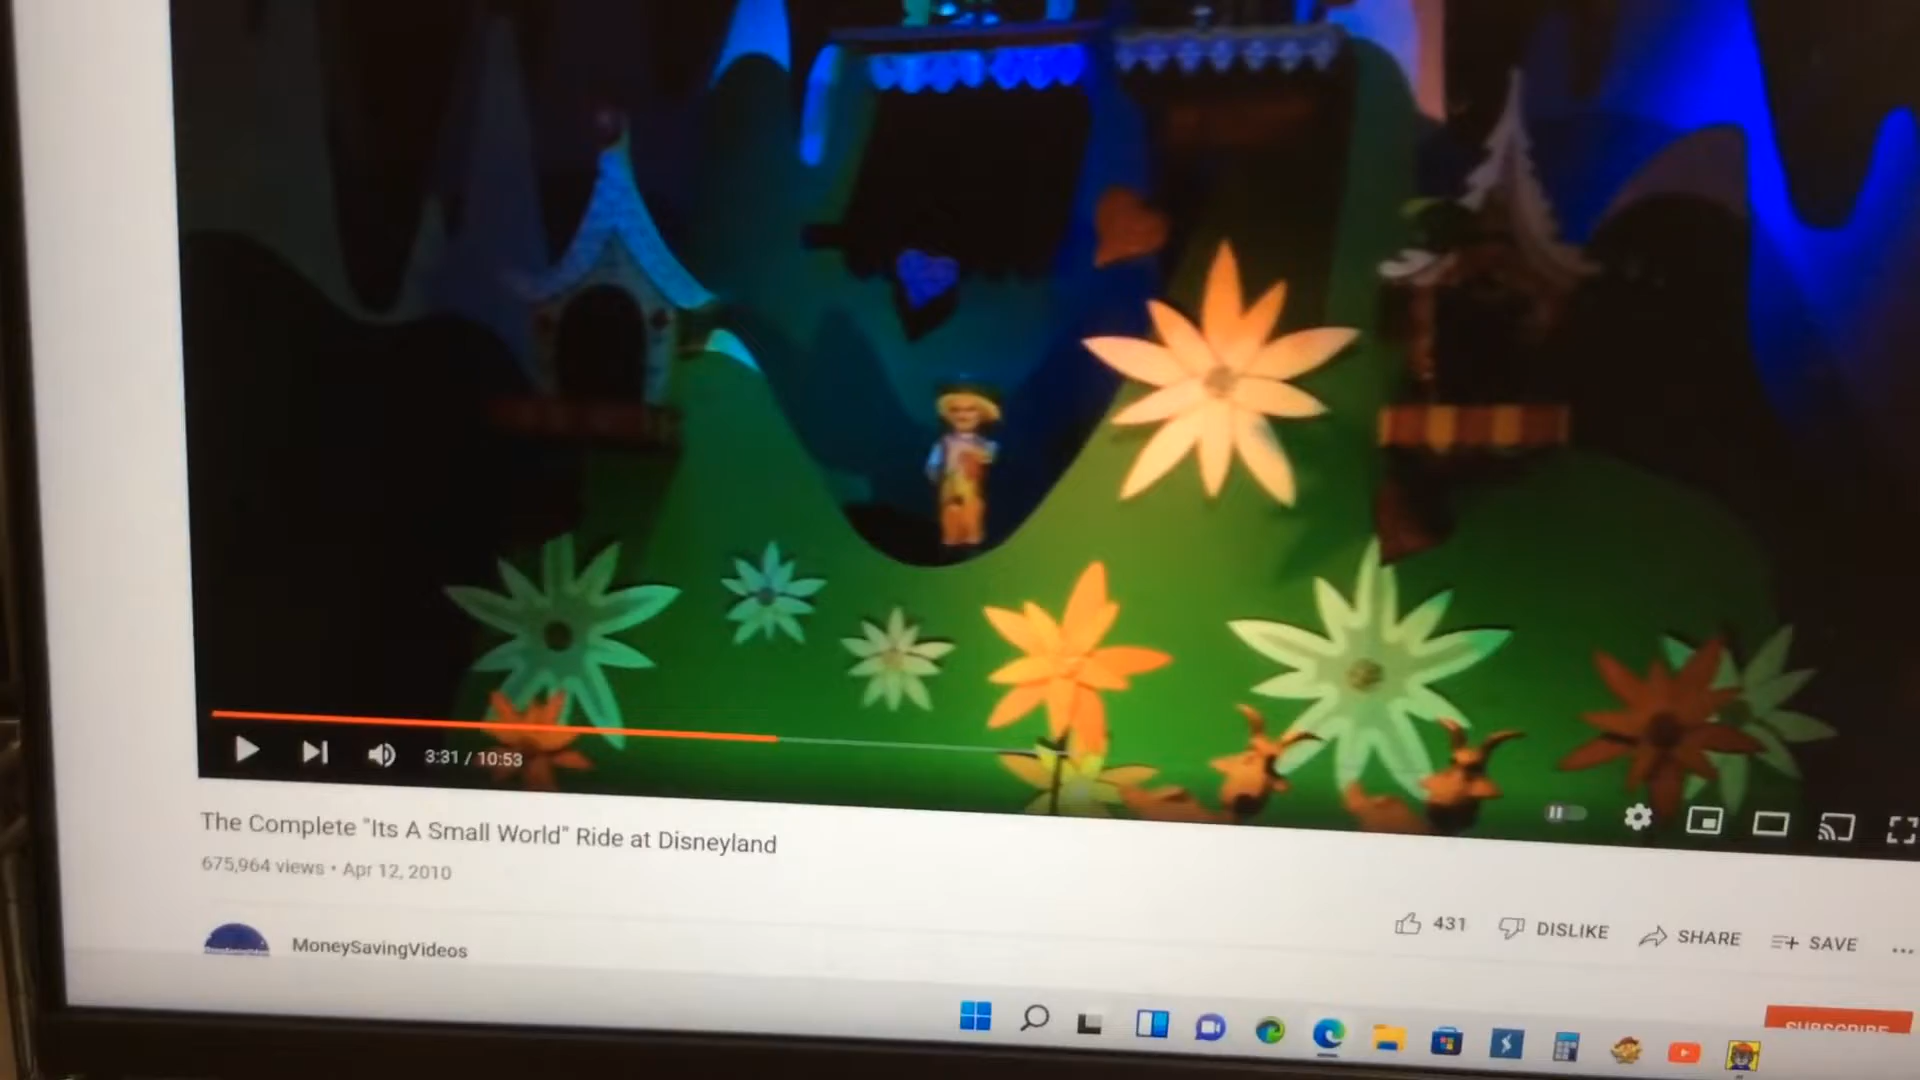 3:31 / 10:53
The Complete "Its A Small World" Ride at Disneyland
675,964 views • Apr 12, 2010
431 DISLIKE SHARE SAVE ...
MoneySavingVideos
SUBSCRIBE